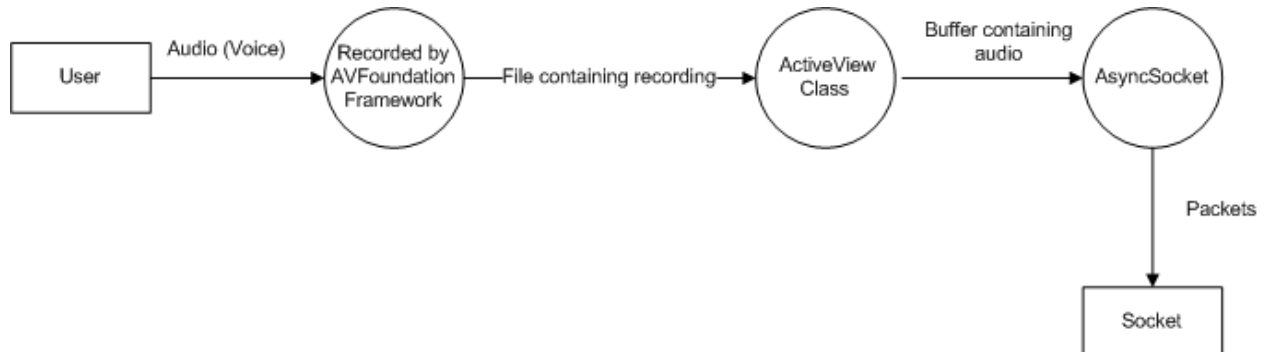 User
Audio (Voice)
Recorded by
AVFoundation
Framework
File containing recording
ActiveView
Class
Buffer containing
audio
AsyncSocket
Packets
Socket